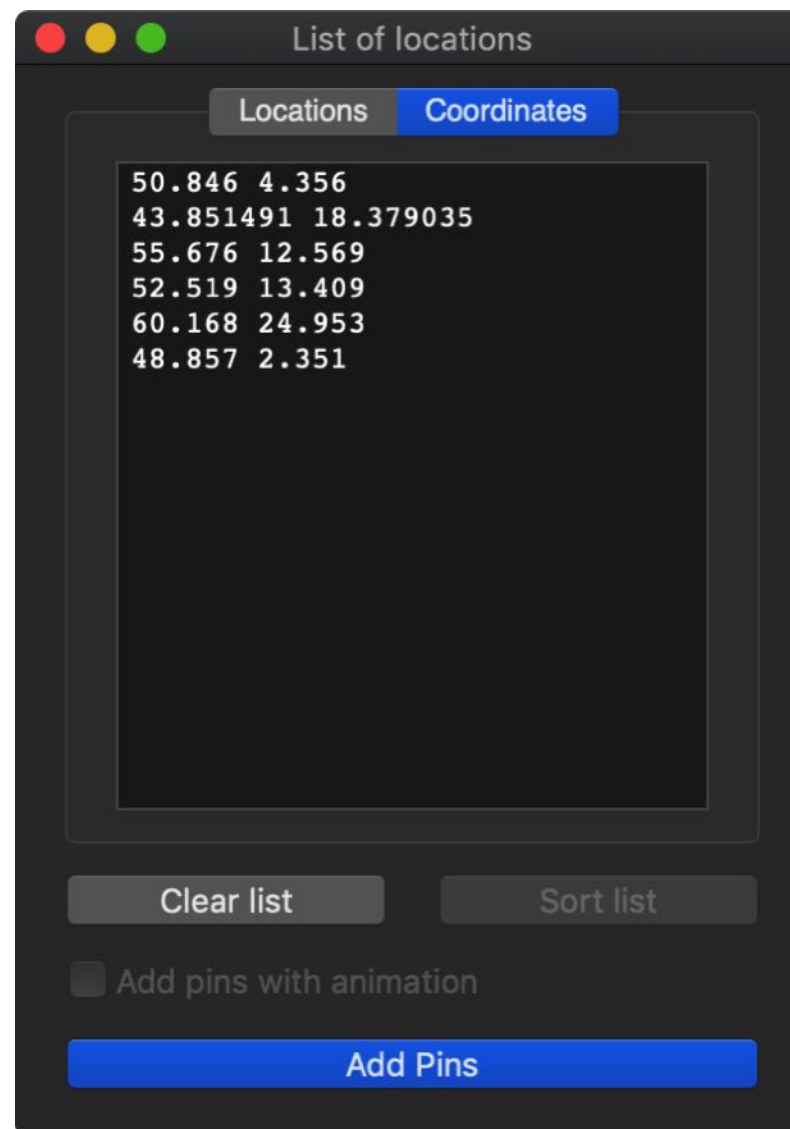 List of locations
Locations Coordinates
50.846 4.356
43.851491 18.379035
55.676 12.569
52.519 13.409
60.168 24.953
48.857 2.351
Clear list Sort list
Add pins with animation
Add Pins